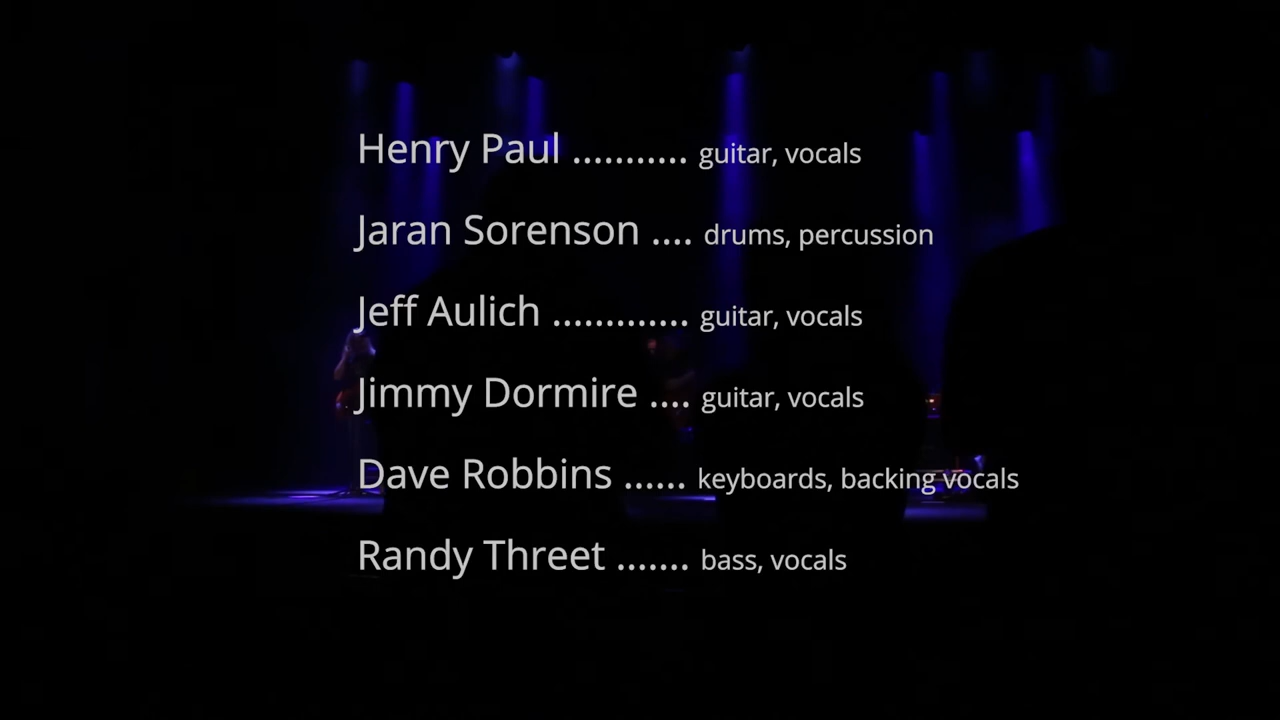 Henry Paul ........... guitar, vocals
Jaran Sorenson .... drums, percussion
Jeff Aulich ............. guitar, vocals
Jimmy Dormire .... guitar, vocals
Dave Robbins ...... keyboards, backing vocals
Randy Threet ....... bass, vocals